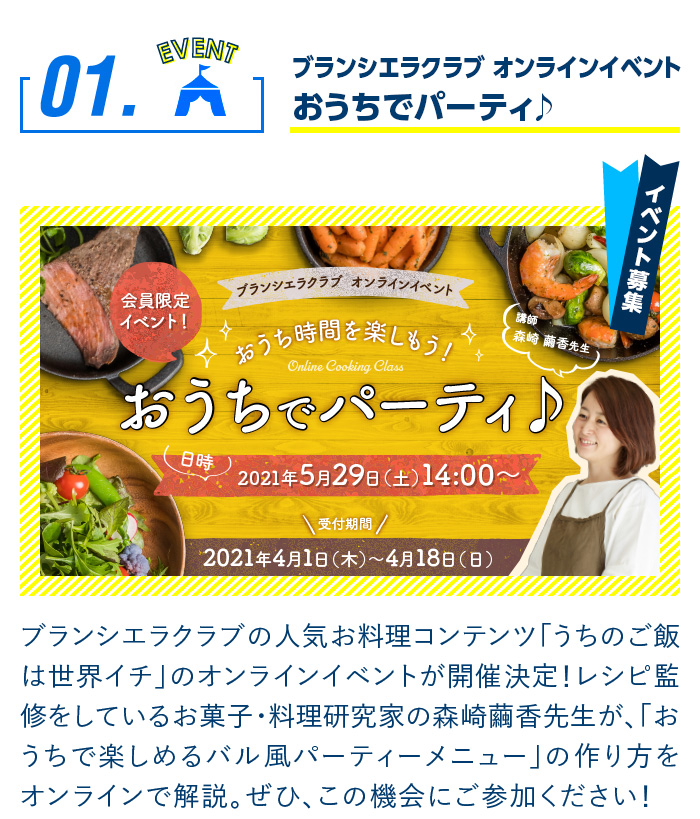 01.
EVENT
ブランシエラクラブ オンラインイベント
おうちでパーティ♪
イベント募集
会員限定
イベント！
ブランシエラクラブ オンラインイベント
おうち時間を楽しもう！
Online Cooking Class
おうちでパーティ♪
講師
森崎 繭香先生
日時
2021年5月29日（土）14:00〜
受付期間
2021年4月1日（木）〜4月18日（日）
ブランシエラクラブの人気お料理コンテンツ「うちのご飯
は世界イチ」のオンラインイベントが開催決定！レシピ監
修をしているお菓子・料理研究家の森崎繭香先生が、「お
うちで楽しめるバル風パーティーメニュー」の作り方を
オンラインで解説。ぜひ、この機会にご参加ください！